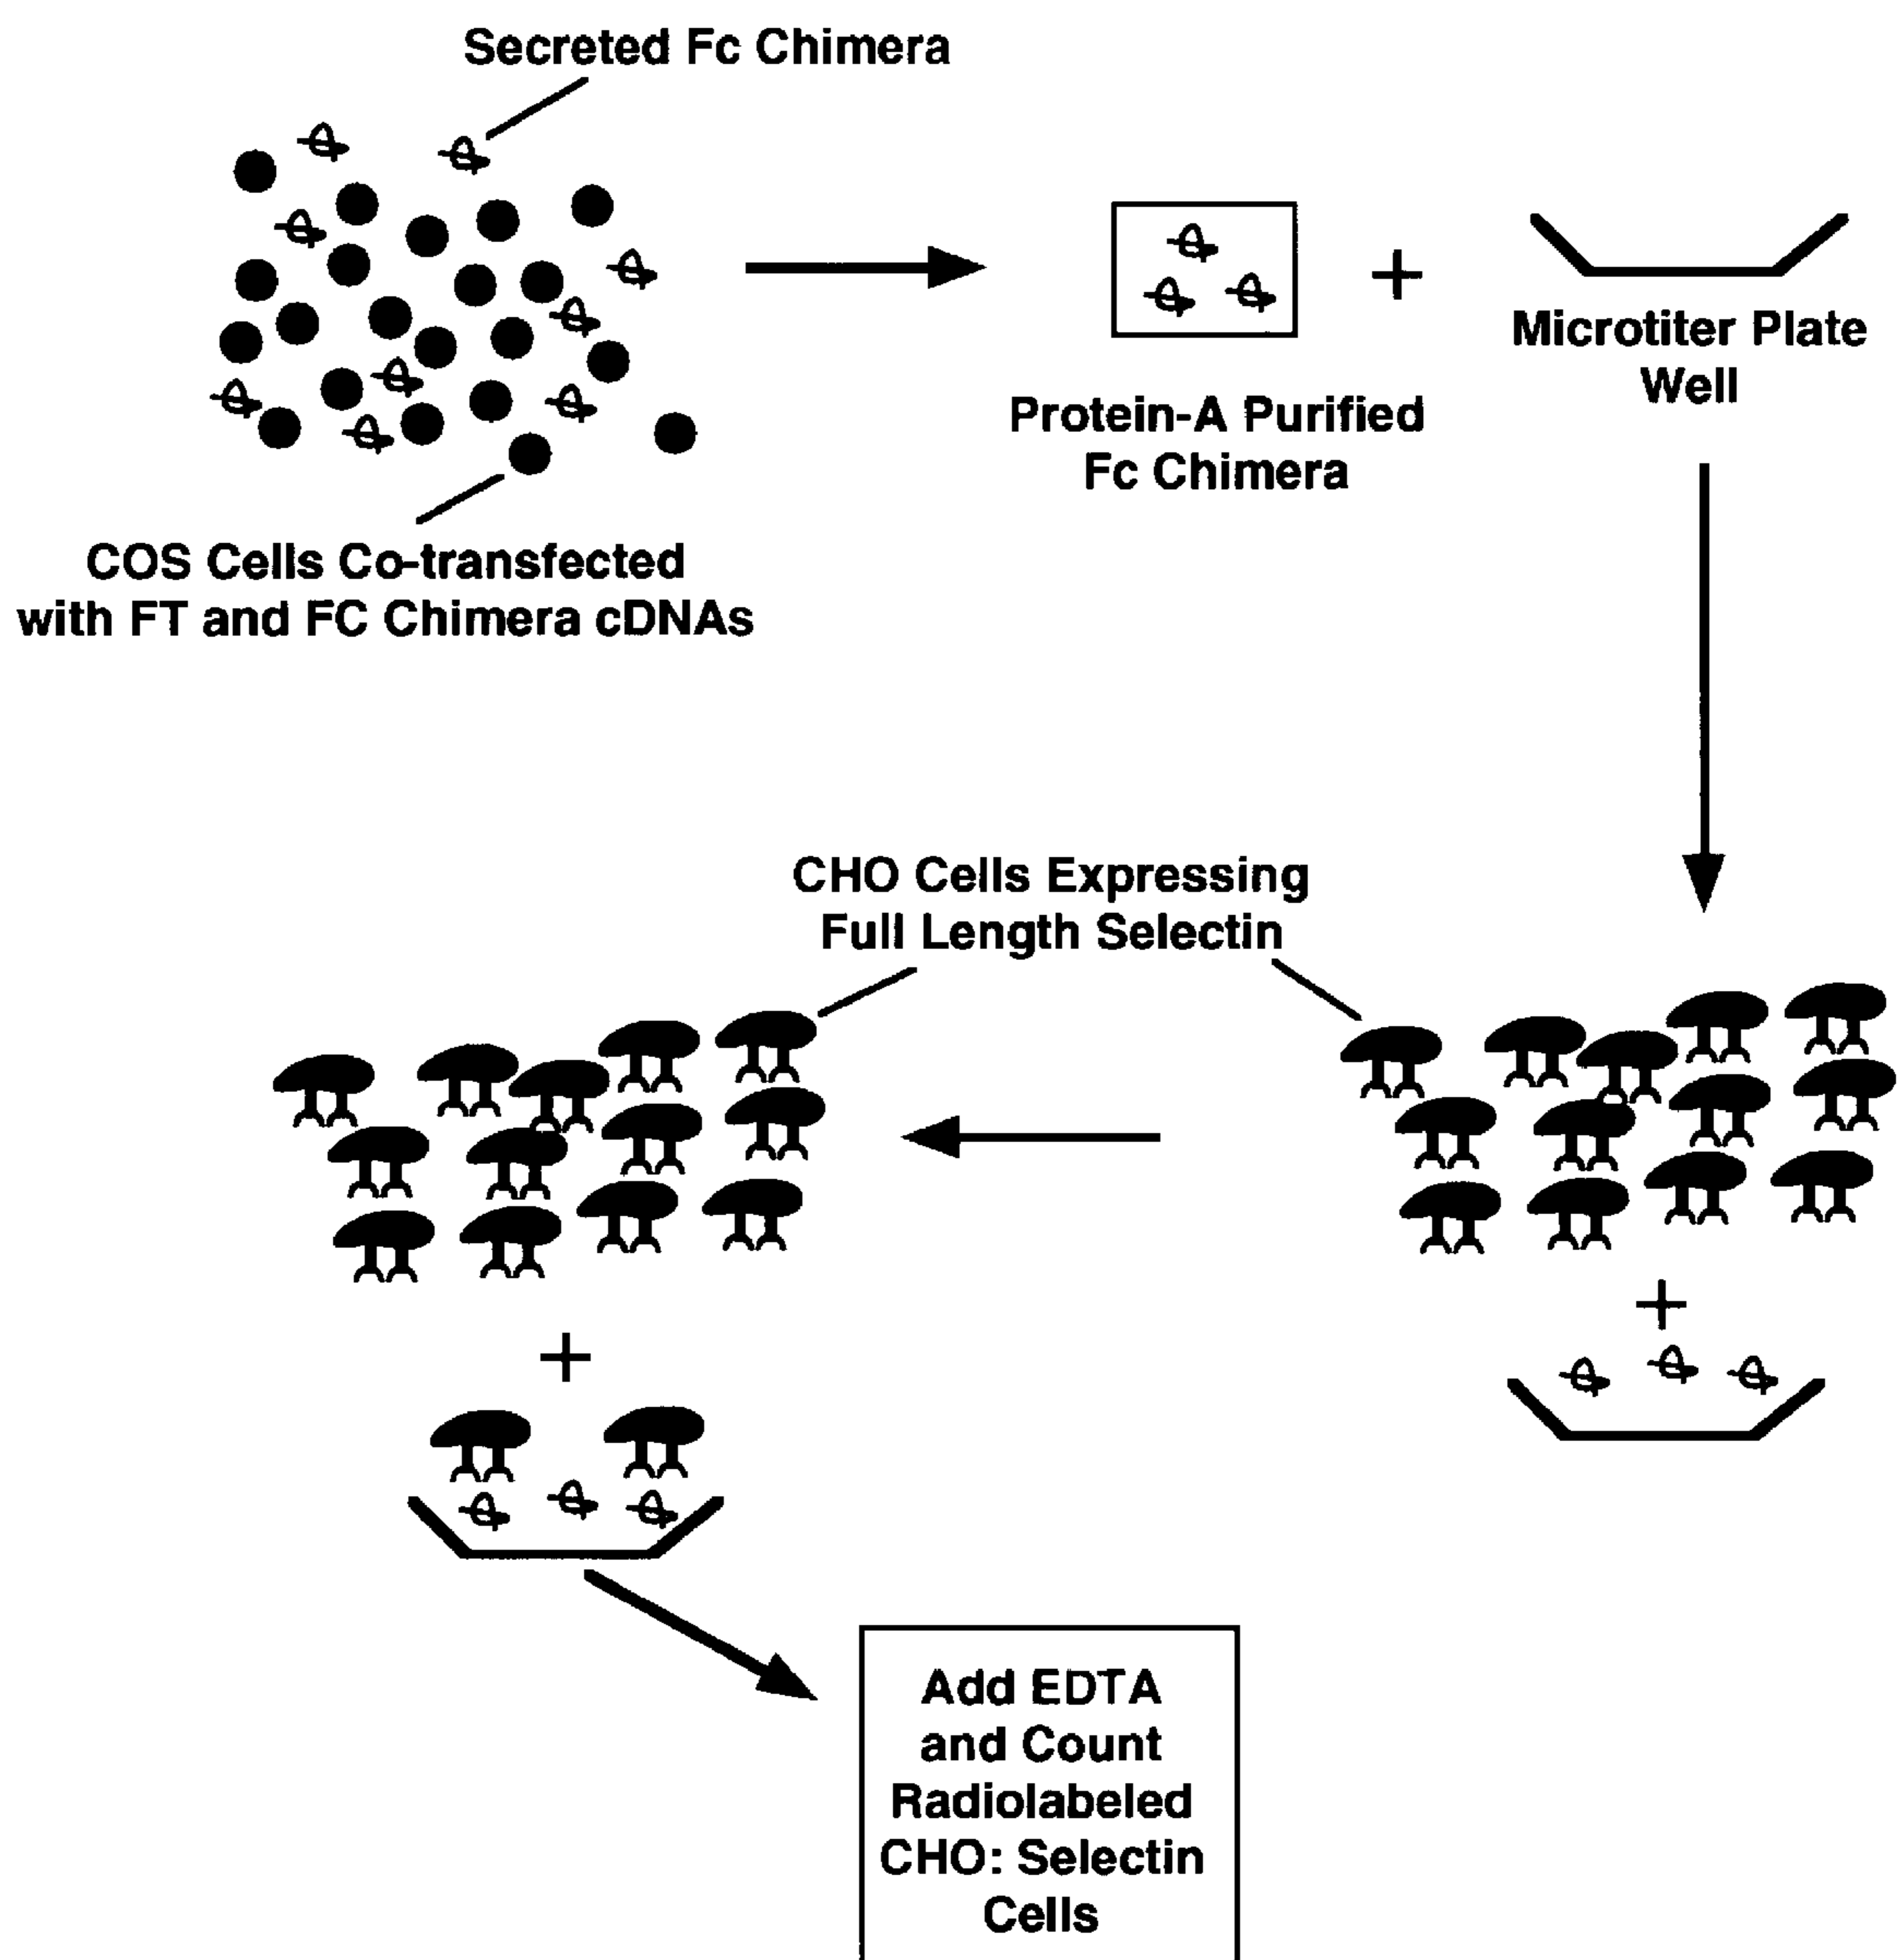 Secreted Fc Chimera
Microtiter Plate
Well
Protein-A Purified
Fc Chimera
COS Cells Co-transfected
with FT and FC Chimera cDNAs
CHO Cells Expressing
Full Length Selectin
Add EDTA
and Count
Radiolabeled
CHO: Selectin
Cells